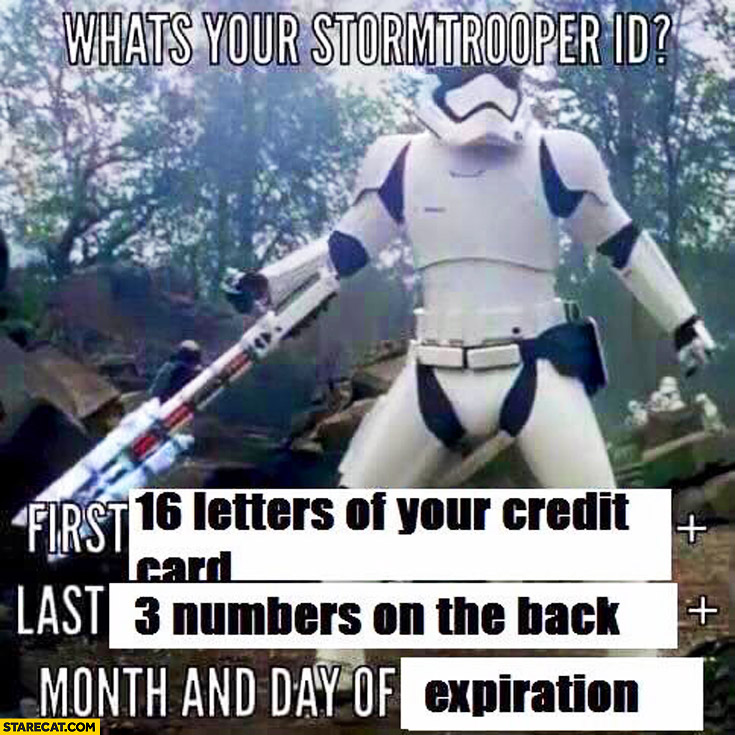 WHATS YOUR STORMTROOPER ID?
FIRST 16 letters of your credit +
card
LAST 3 numbers on the back +
MONTH AND DAY OF expiration
STARECAT.COM